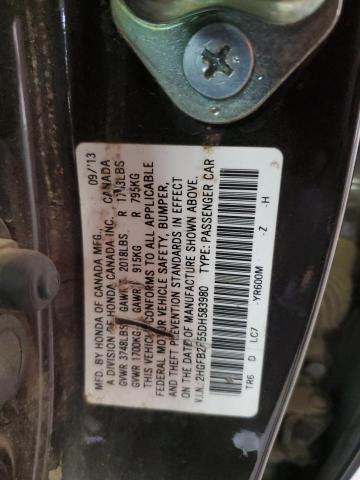 MFD. BY HONDA OF CANADA MFG. 09/13
A DIVISION OF HONDA CANADA INC. CANADA
GVWR 3748LBS GAWR F 2018LBS R 1743LBS
GVWR 1700KG GAWR F 915KG R 795KG
THIS VEHICLE CONFORMS TO ALL APPLICABLE
FEDERAL MOTOR VEHICLE SAFETY, BUMPER,
AND THEFT PREVENTION STANDARDS IN EFFECT
ON THE DATE OF MANUFACTURE SHOWN ABOVE.
V.I.N.: 2HGFB2F55DH583980 TYPE: PASSENGER CAR
TR6 D LC7 -YR600M -Z -H